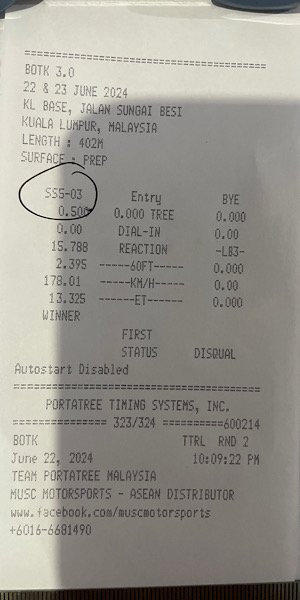 ================================
BOTK 3.0
22 & 23 JUNE 2024
KL BASE, JALAN SUNGAI BESI
KUALA LUMPUR, MALAYSIA
LENGTH : 402M
SURFACE : PREP
SS5-03 Entry BYE
0.500 0.000 TREE 0.000
0.00 DIAL-IN 0.00
15.788 REACTION -LB3-
2.395 ------60FT------ 0.000
178.01 ------KM/H------ 0.00
13.325 -------ET------- 0.000
WINNER
FIRST
STATUS DISQUAL
Autostart Disabled
================================
PORTATREE TIMING SYSTEMS, INC.
============ 323/324 ==========600214
BOTK TTRL RND 2
June 22, 2024 10:09:22 PM
TEAM PORTATREE MALAYSIA
MUSC MOTORSPORTS - ASEAN DISTRIBUTOR
www.facebook.com/muscmotorsports
+6016-6681490